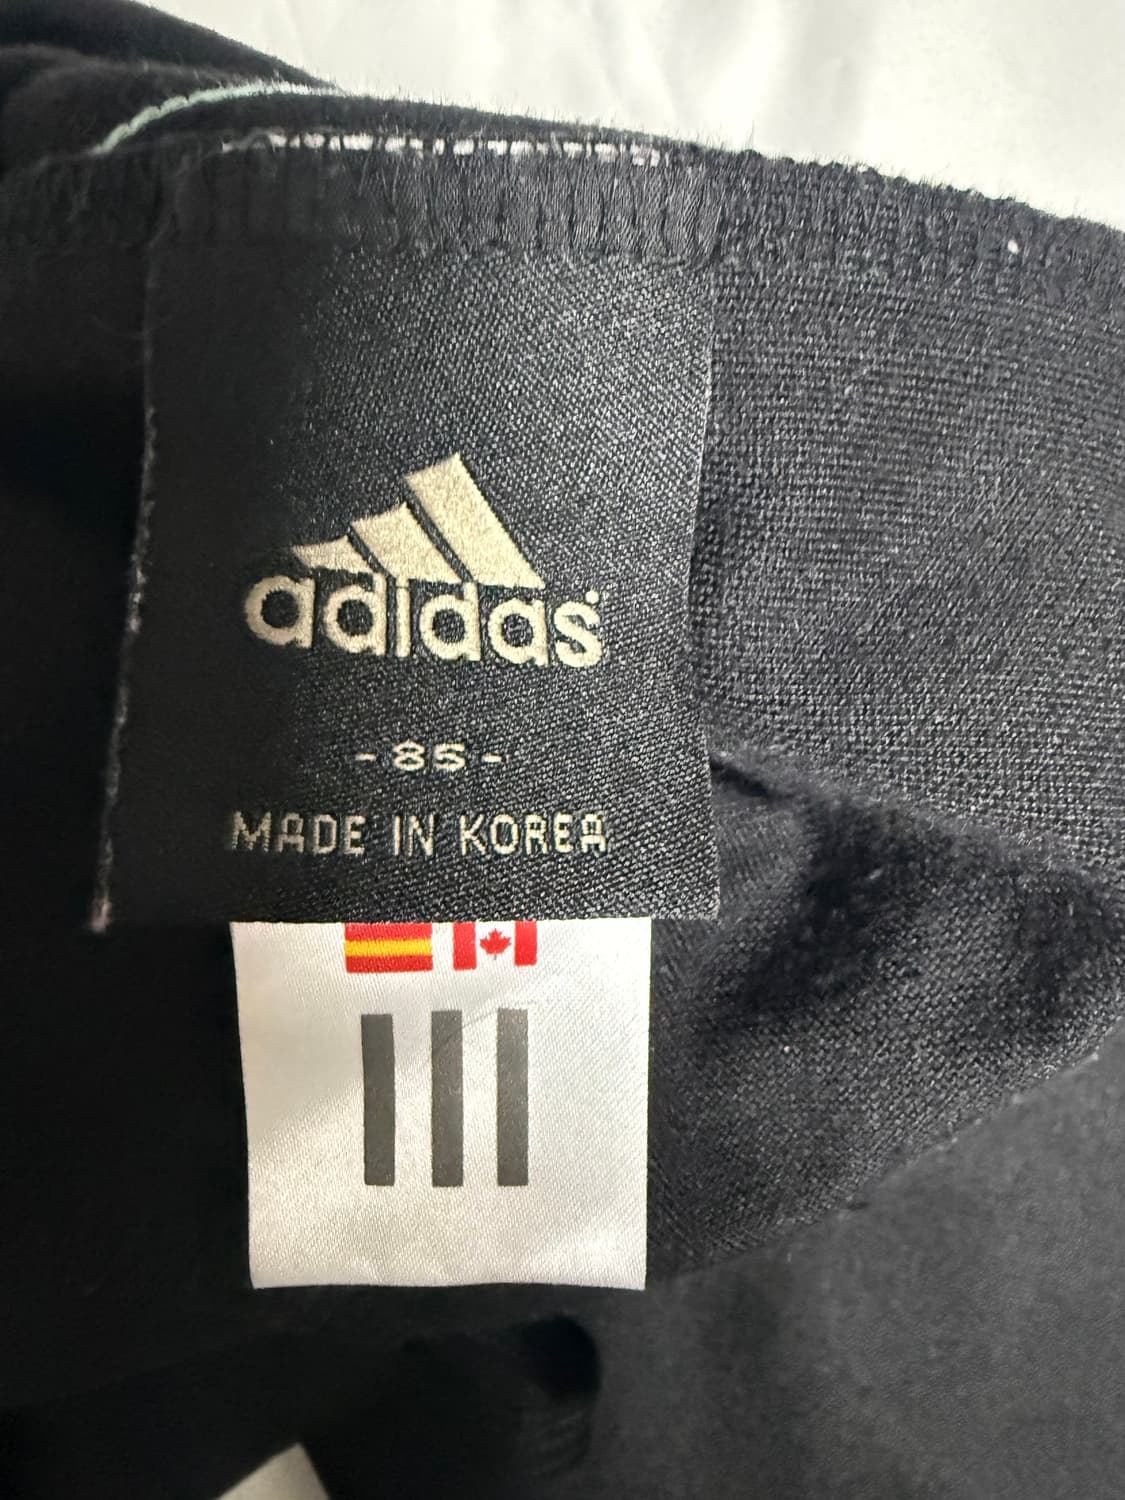 adidas
-85-
MADE IN KOREA